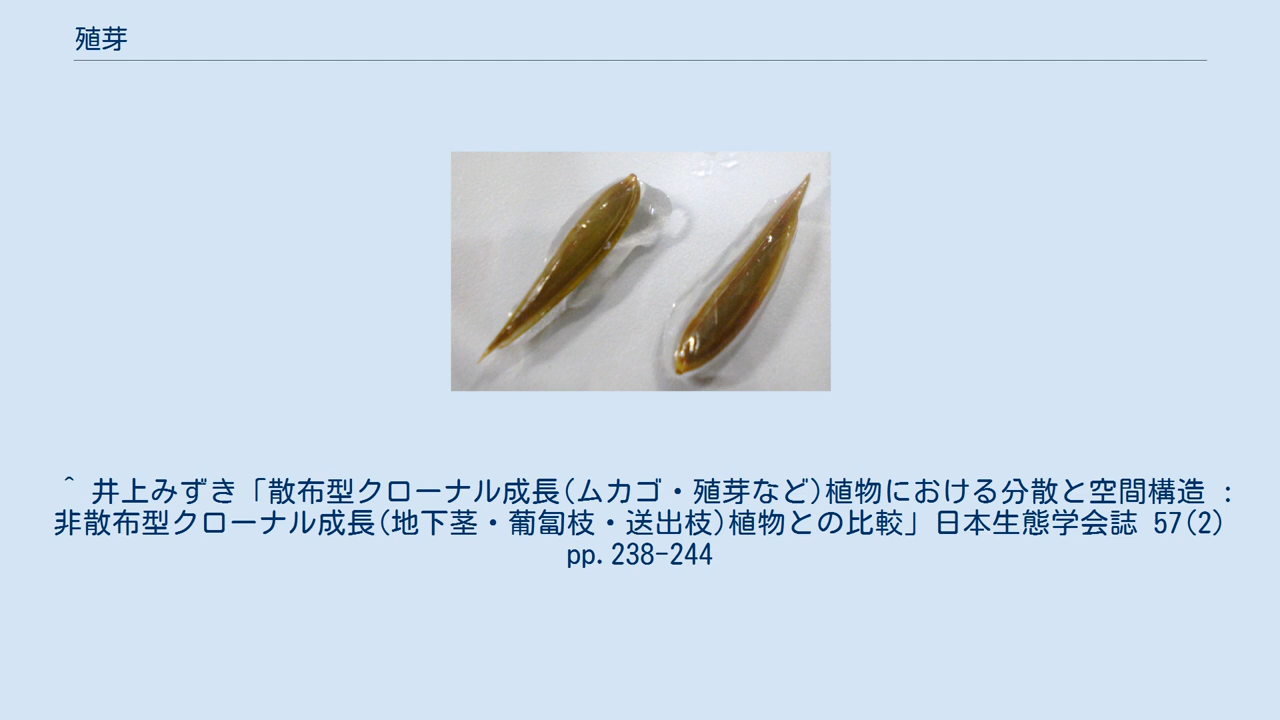 殖芽
^ 井上みずき「散布型クローナル成長(ムカゴ・殖芽など)植物における分散と空間構造 :
非散布型クローナル成長(地下茎・葡匐枝・送出枝)植物との比較」日本生態学会誌 57(2)
pp.238-244